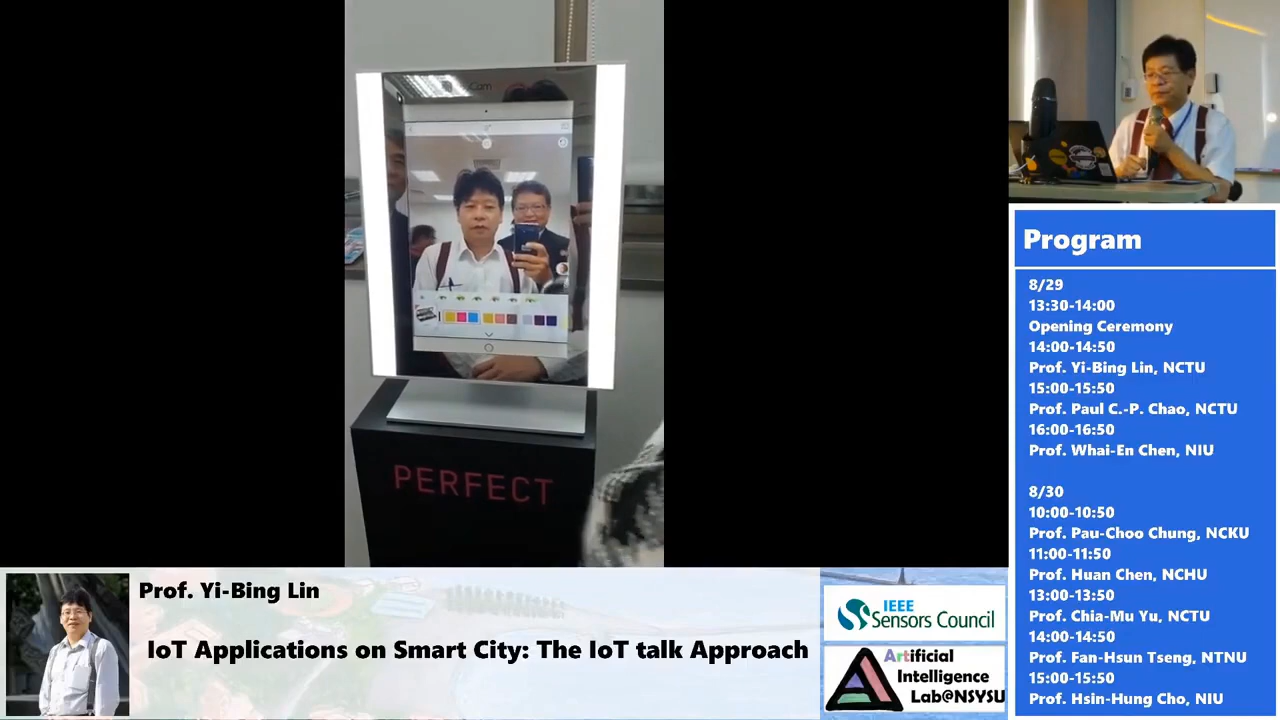 PERFECT
Program
8/29
13:30-14:00
Opening Ceremony
14:00-14:50
Prof. Yi-Bing Lin, NCTU
15:00-15:50
Prof. Paul C.-P. Chao, NCTU
16:00-16:50
Prof. Whai-En Chen, NIU
8/30
10:00-10:50
Prof. Pau-Choo Chung, NCKU
11:00-11:50
Prof. Huan Chen, NCHU
13:00-13:50
Prof. Chia-Mu Yu, NCTU
14:00-14:50
Prof. Fan-Hsun Tseng, NTNU
15:00-15:50
Prof. Hsin-Hung Cho, NIU
Prof. Yi-Bing Lin
IoT Applications on Smart City: The IoT talk Approach
IEEE
Sensors Council
Artificial
Intelligence
Lab@NSYSU